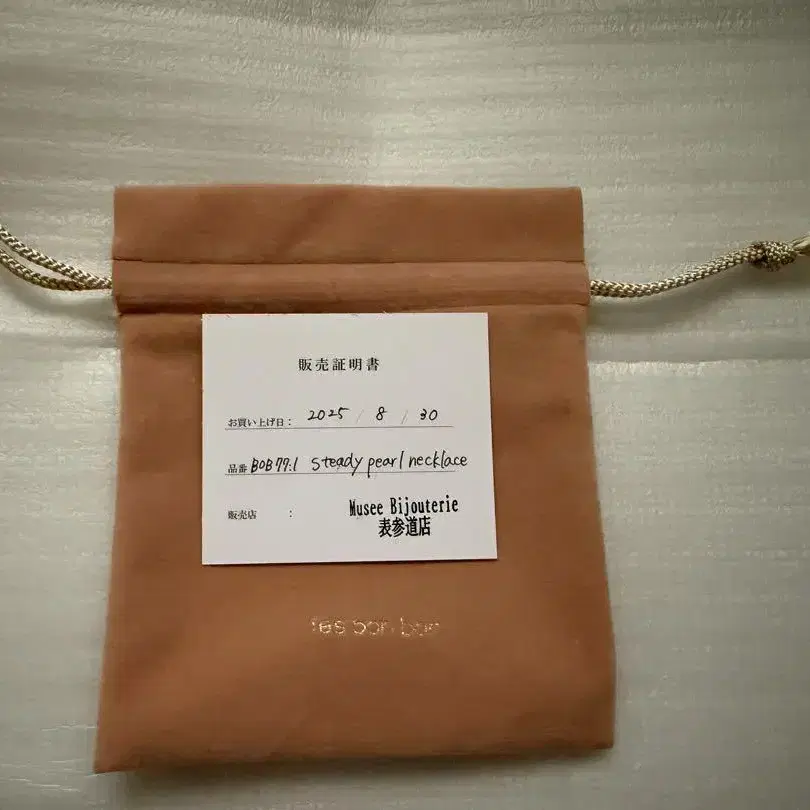 販売証明書
お買い上げ日： 2025 / 8 / 30
品番 BOB77:1 steady pearl necklace
販売店 ： Musee Bijouterie
表参道店
les bon bon